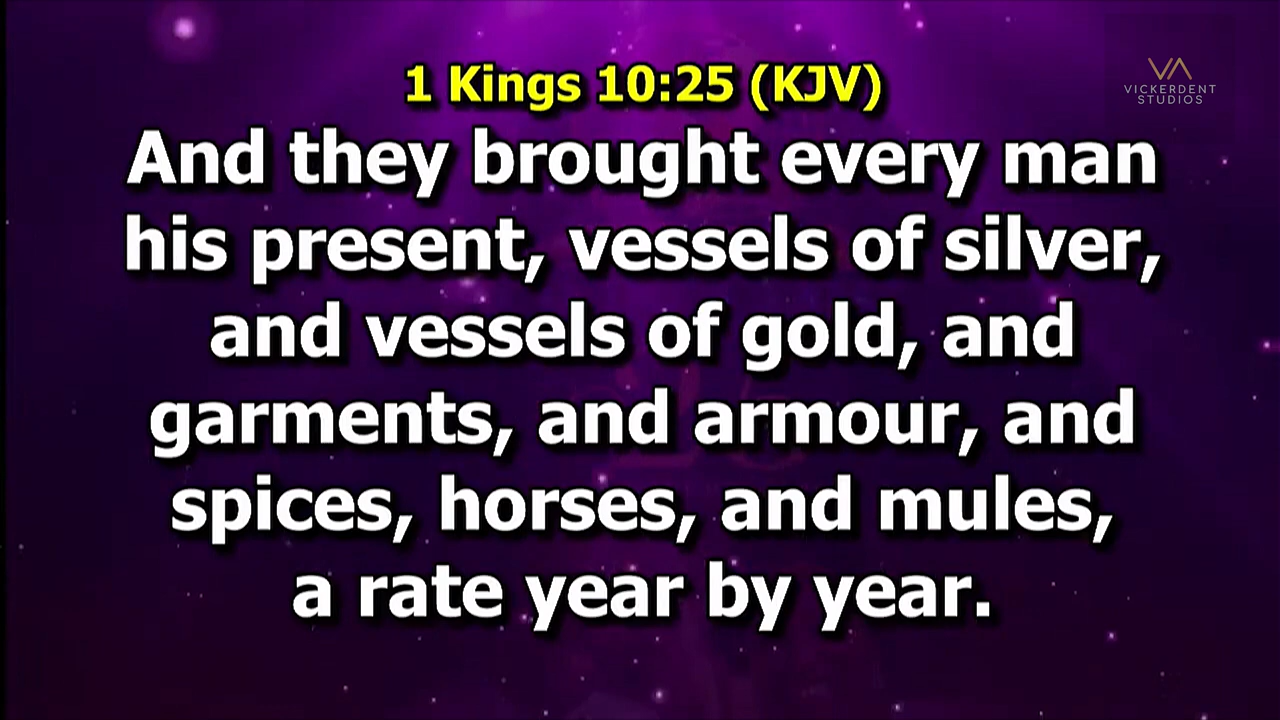 1 Kings 10:25 (KJV)
VA
VICKERDENT
STUDIOS
And they brought every man
his present, vessels of silver,
and vessels of gold, and
garments, and armour, and
spices, horses, and mules,
a rate year by year.